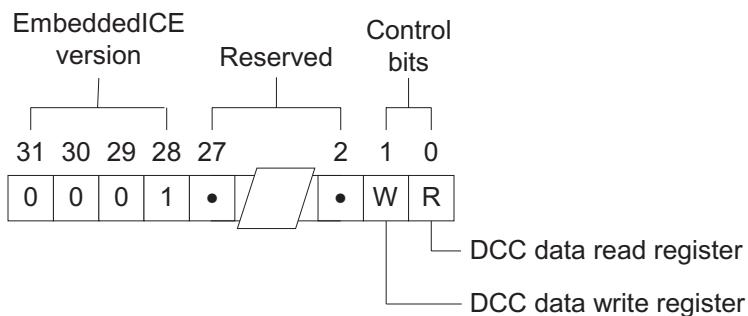 EmbeddedICE
version
Reserved
Control
bits
31 30 29 28 27 2 1 0
0 0 0 1 • • W R
DCC data read register
DCC data write register